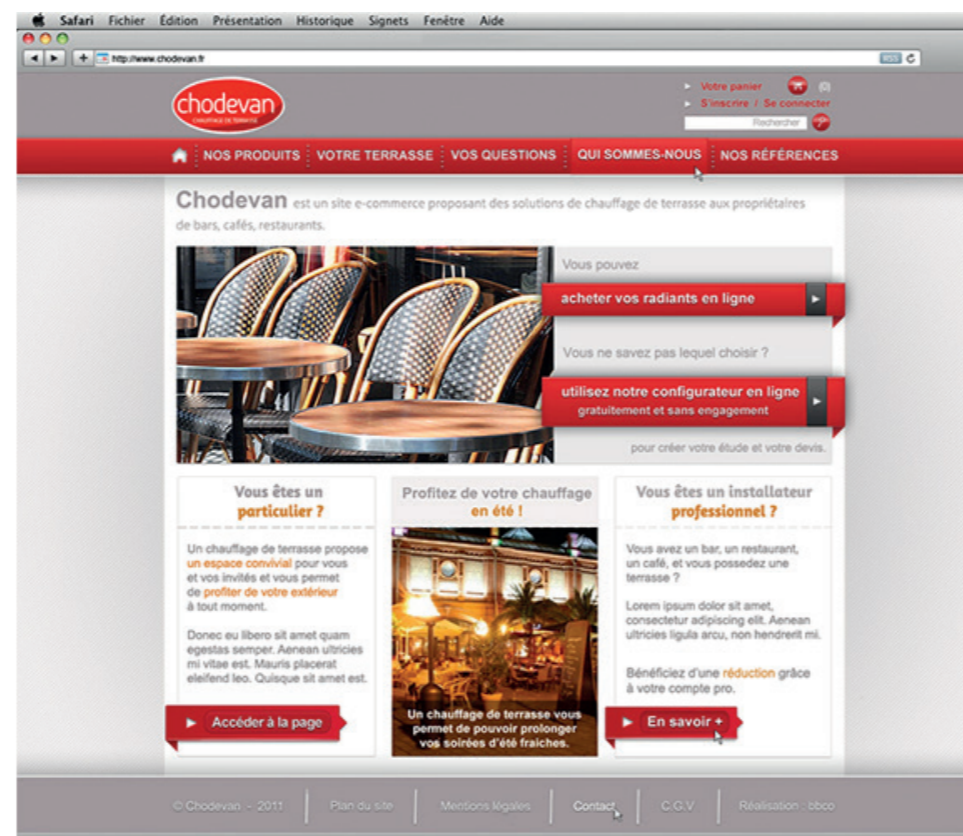 Safari Fichier Édition Présentation Historique Signets Fenêtre Aide
http://www.chodevan.fr
RSS
chodevan
CHAUFFAGE DE TERRASSE
Votre panier (0)
S'inscrire / Se connecter
Rechercher
NOS PRODUITS VOTRE TERRASSE VOS QUESTIONS QUI SOMMES-NOUS NOS RÉFÉRENCES
Chodevan est un site e-commerce proposant des solutions de chauffage de terrasse aux propriétaires
de bars, cafés, restaurants.
Vous pouvez
acheter vos radiants en ligne
Vous ne savez pas lequel choisir ?
utilisez notre configurateur en ligne
gratuitement et sans engagement
pour créer votre étude et votre devis.
Vous êtes un
particulier ?
Un chauffage de terrasse propose
un espace convivial pour vous
et vos invités et vous permet
de profiter de votre extérieur
à tout moment.
Donec eu libero sit amet quam
egestas semper. Aenean ultricies
mi vitae est. Mauris placerat
eleifend leo. Quisque sit amet est.
Accéder à la page
Profitez de votre chauffage
en été !
Un chauffage de terrasse vous
permet de pouvoir prolonger
vos soirées d'été fraiches.
Vous êtes un installateur
professionnel ?
Vous avez un bar, un restaurant,
un café, et vous possedez une
terrasse ?
Lorem ipsum dolor sit amet,
consectetur adipiscing elit. Aenean
ultricies ligula arcu, non hendrerit mi.
Bénéficiez d'une réduction grâce
à votre compte pro.
En savoir +
© Chodevan - 2011 Plan du site Mentions légales Contact C.G.V Réalisation : bbco